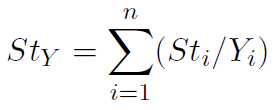 $St_Y = \sum_{i=1}^{n} (St_i / Y_i)$